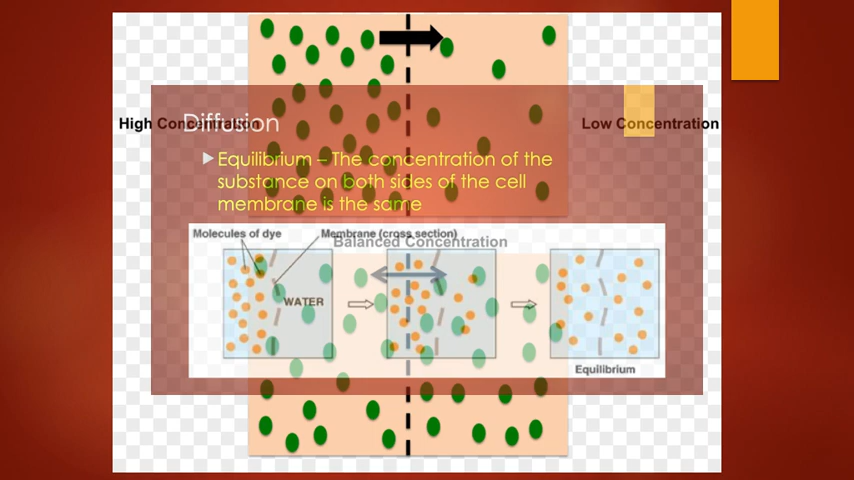 Diffusion
High Concentration
Low Concentration
Equilibrium – The concentration of the
substance on both sides of the cell
membrane is the same
Molecules of dye
Membrane (cross section)
Balanced Concentration
WATER
Equilibrium